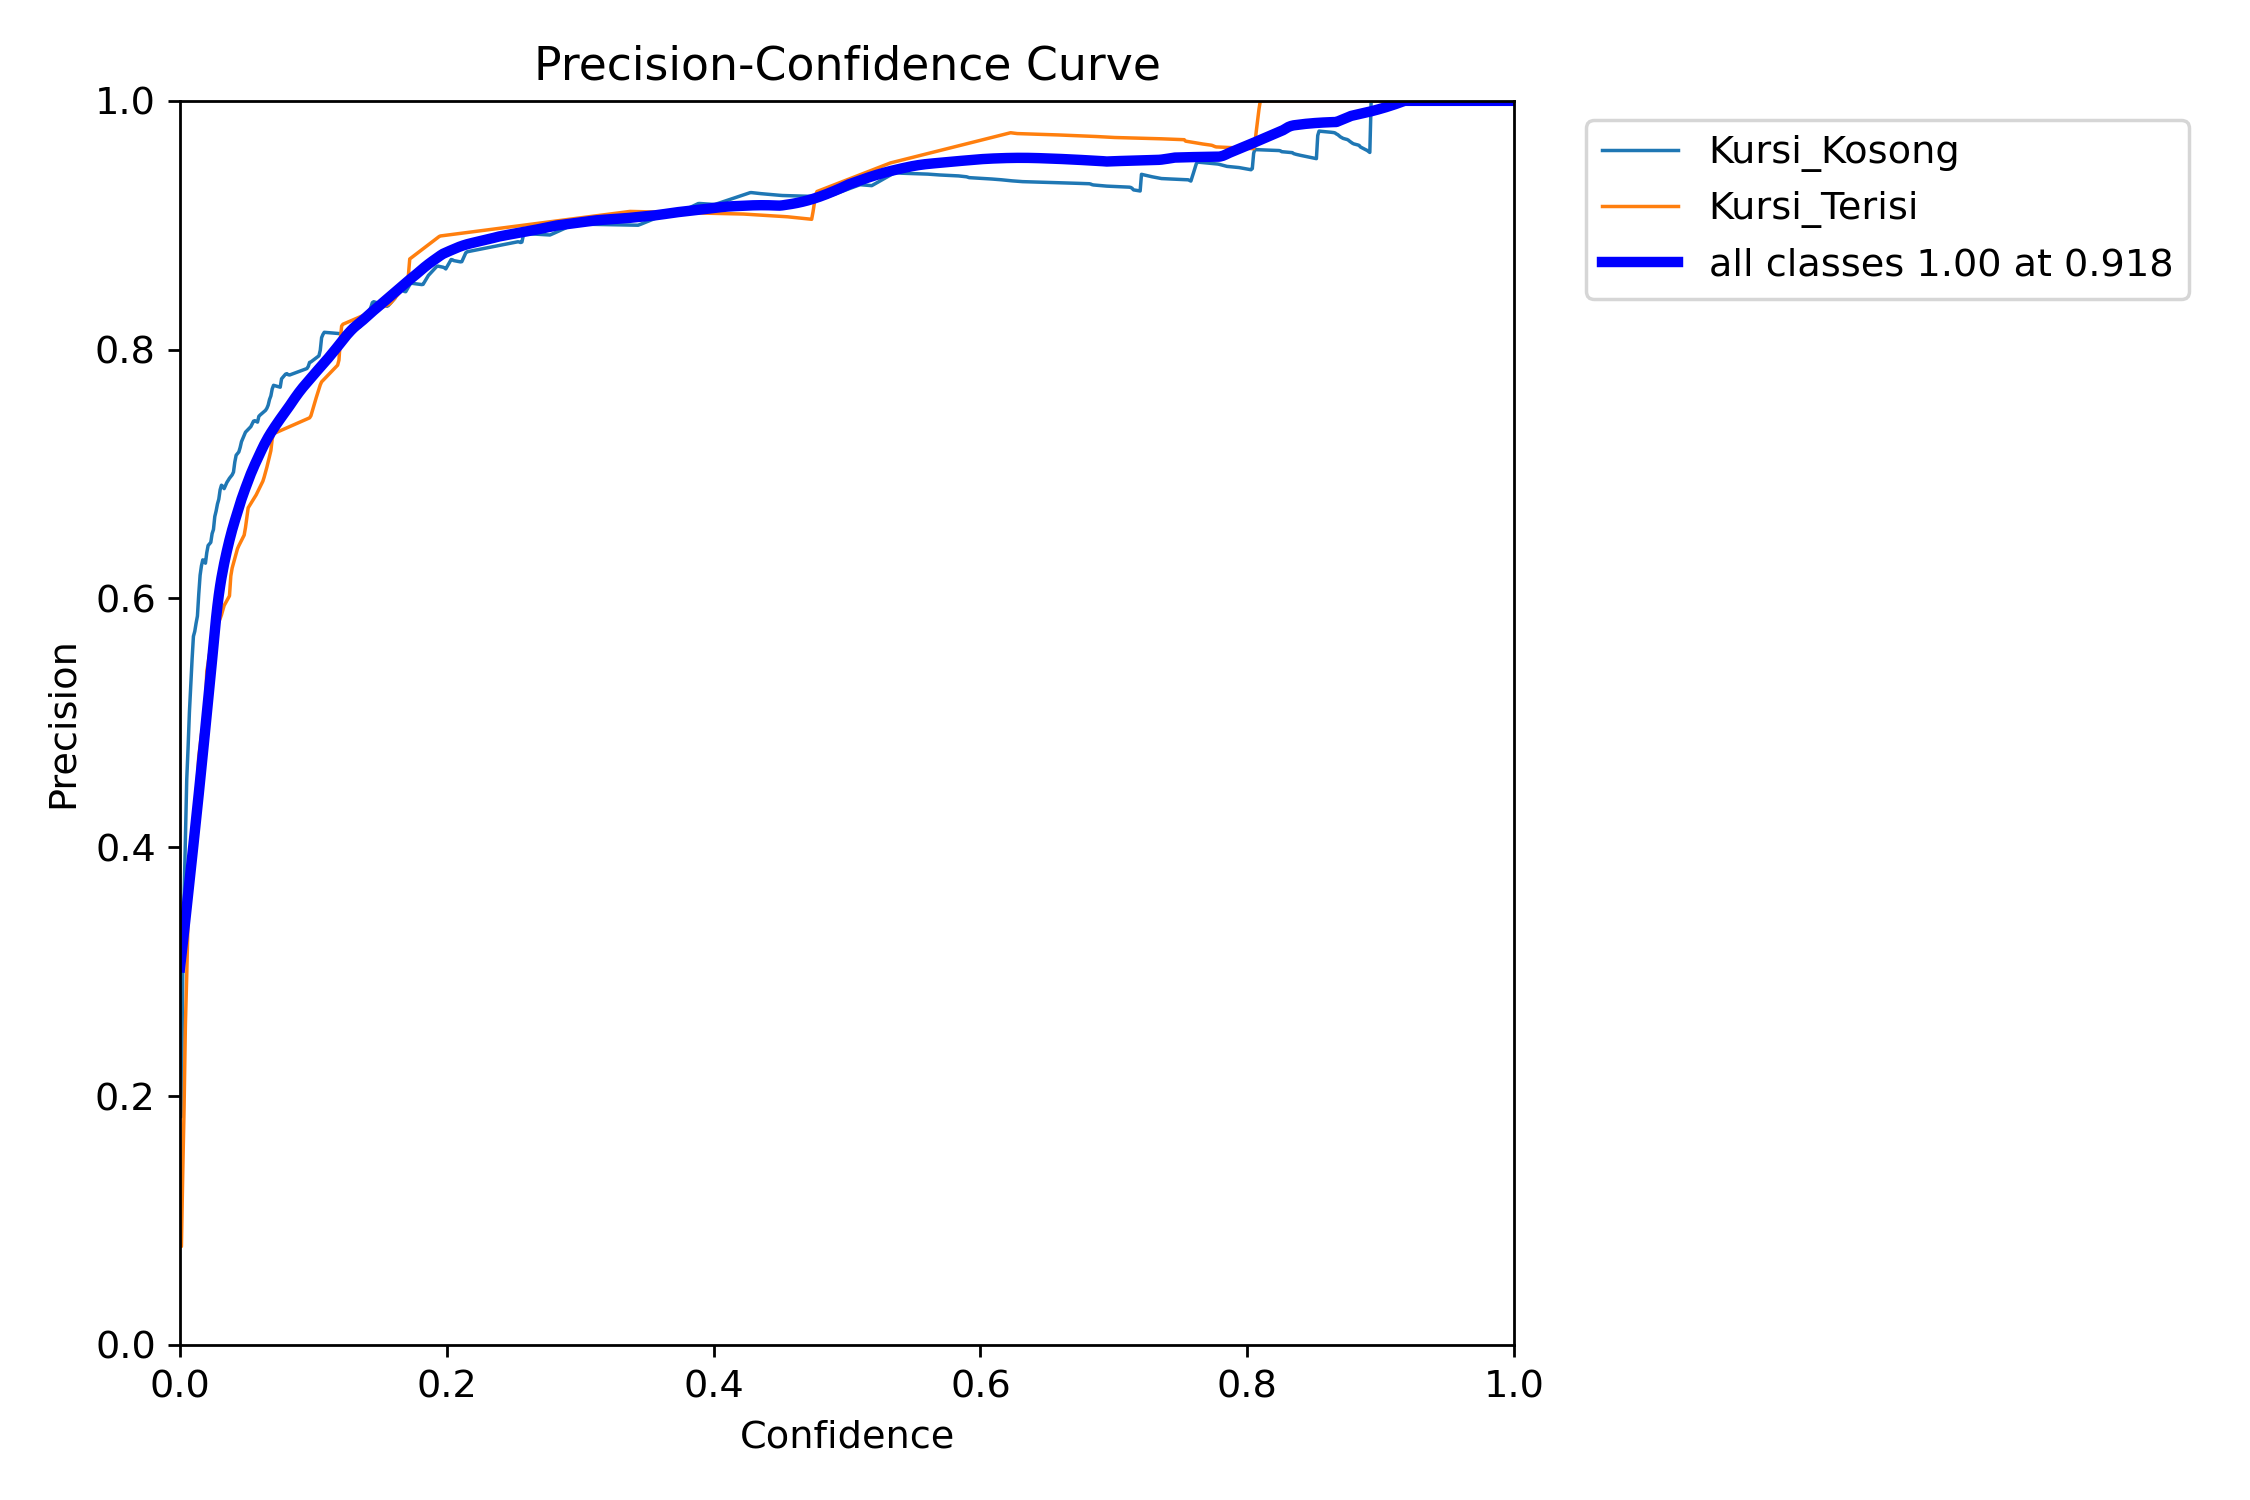 Precision-Confidence Curve
1.0
0.8
0.6
0.4
0.2
0.0
Precision
0.0 0.2 0.4 0.6 0.8 1.0
Confidence
Kursi_Kosong
Kursi_Terisi
all classes 1.00 at 0.918